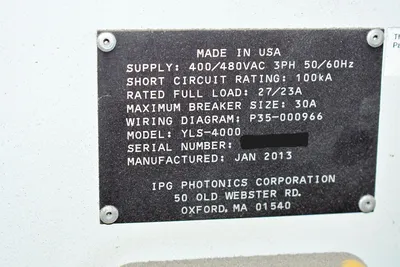 MADE IN USA
SUPPLY: 400/480VAC 3PH 50/60Hz
SHORT CIRCUIT RATING: 100kA
RATED FULL LOAD: 27/23A
MAXIMUM BREAKER SIZE: 30A
WIRING DIAGRAM: P35-000966
MODEL: YLS-4000
SERIAL NUMBER:
MANUFACTURED: JAN 2013
IPG PHOTONICS CORPORATION
50 OLD WEBSTER RD.
OXFORD, MA 01540